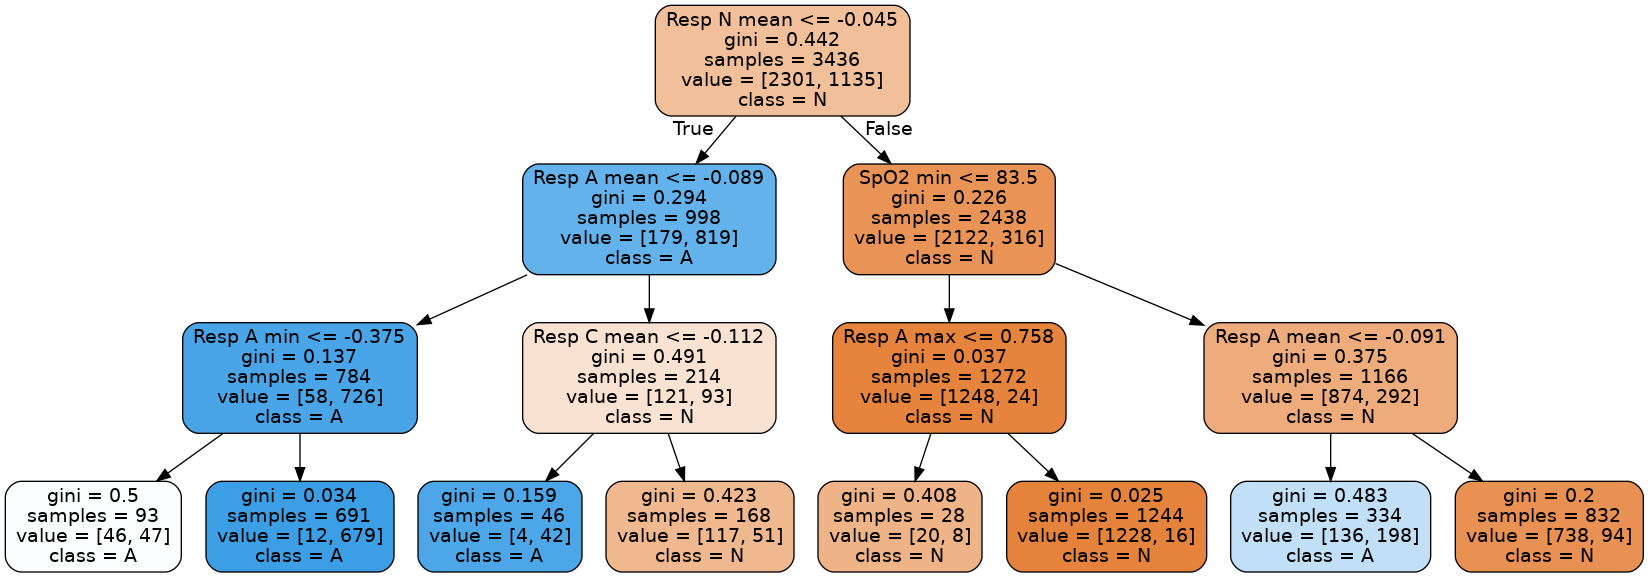 Resp N mean <= -0.045
gini = 0.442
samples = 3436
value = [2301, 1135]
class = N
True
False
Resp A mean <= -0.089
gini = 0.294
samples = 998
value = [179, 819]
class = A
SpO2 min <= 83.5
gini = 0.226
samples = 2438
value = [2122, 316]
class = N
Resp A min <= -0.375
gini = 0.137
samples = 784
value = [58, 726]
class = A
Resp C mean <= -0.112
gini = 0.491
samples = 214
value = [121, 93]
class = N
Resp A max <= 0.758
gini = 0.037
samples = 1272
value = [1248, 24]
class = N
Resp A mean <= -0.091
gini = 0.375
samples = 1166
value = [874, 292]
class = N
gini = 0.5
samples = 93
value = [46, 47]
class = A
gini = 0.034
samples = 691
value = [12, 679]
class = A
gini = 0.159
samples = 46
value = [4, 42]
class = A
gini = 0.423
samples = 168
value = [117, 51]
class = N
gini = 0.408
samples = 28
value = [20, 8]
class = N
gini = 0.025
samples = 1244
value = [1228, 16]
class = N
gini = 0.483
samples = 334
value = [136, 198]
class = A
gini = 0.2
samples = 832
value = [738, 94]
class = N